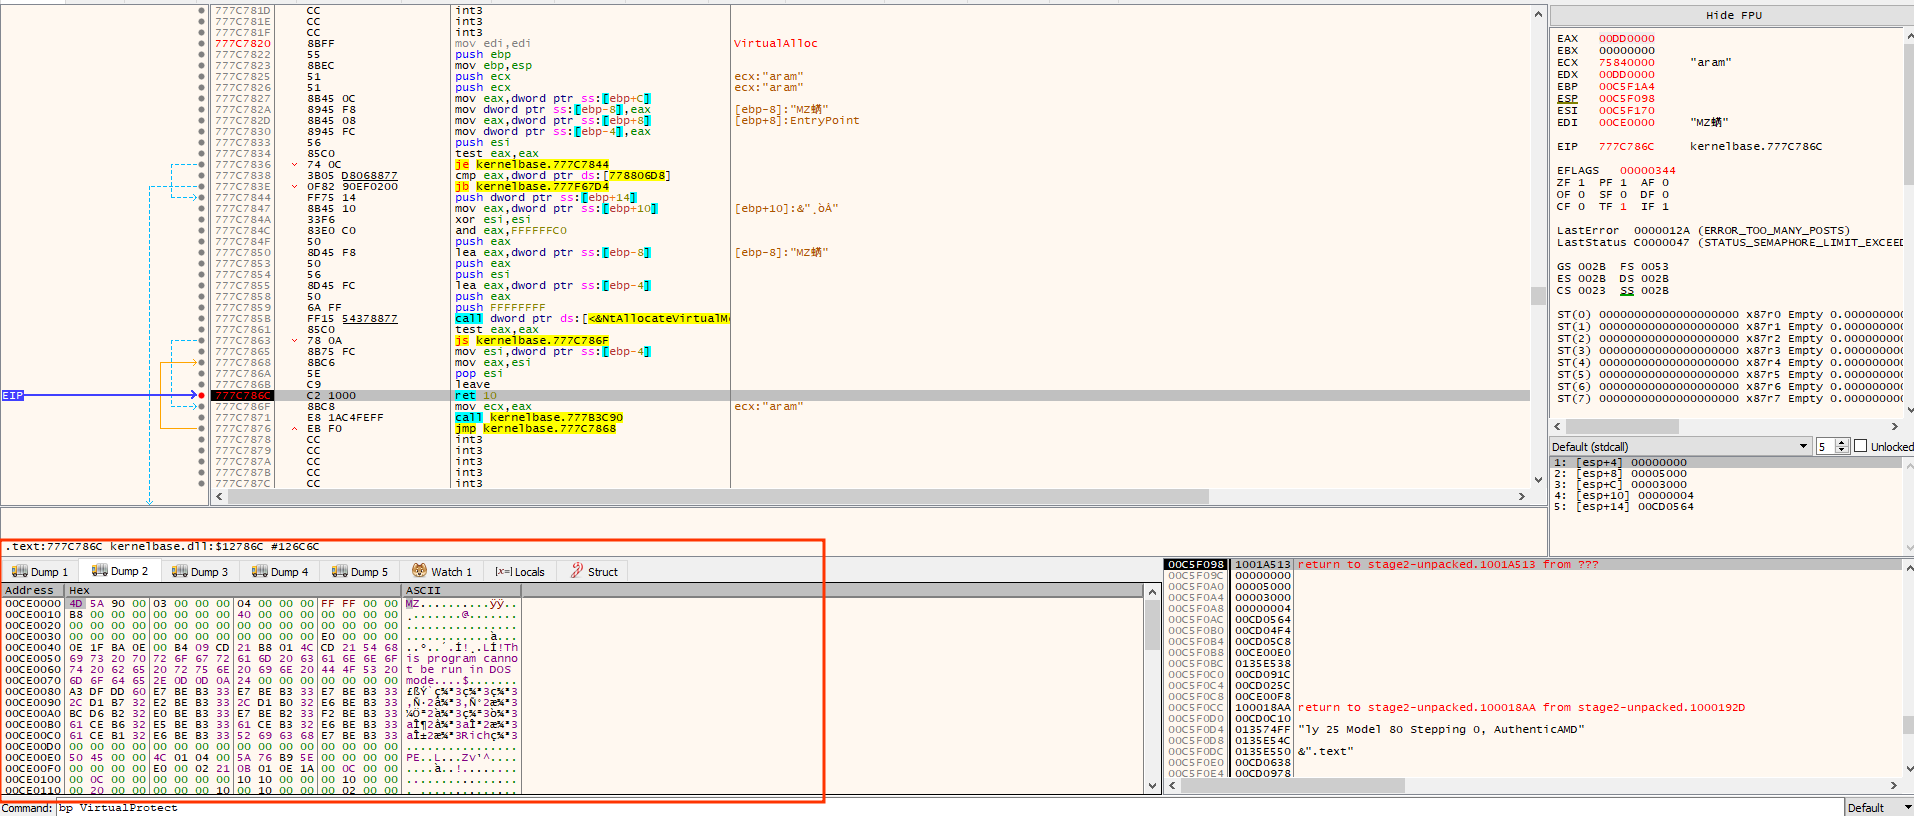 777C781D CC int3
777C781E CC int3
777C781F CC int3
777C7820 8BFF mov edi,edi VirtualAlloc
777C7822 55 push ebp
777C7823 8BEC mov ebp,esp
777C7825 51 push ecx ecx:"aram"
777C7826 51 push ecx ecx:"aram"
777C7827 8B45 0C mov eax,dword ptr ss:[ebp+C]
777C782A 8945 F8 mov dword ptr ss:[ebp-8],eax [ebp-8]:"MZ
777C782D 8B45 08 mov eax,dword ptr ss:[ebp+8] [ebp+8]:EntryPoint
777C7830 8945 FC mov dword ptr ss:[ebp-4],eax
777C7833 56 push esi
777C7834 85C0 test eax,eax
777C7836 74 0C je kernelbase.777C7844
777C7838 3B05 D8068877 cmp eax,dword ptr ds:[778806D8]
777C783E 0F82 90EF0200 jb kernelbase.777F67D4
777C7844 FF75 14 push dword ptr ss:[ebp+14]
777C7847 8B45 10 mov eax,dword ptr ss:[ebp+10] [ebp+10]:&"¸òÅ"
777C784A 33F6 xor esi,esi
777C784C 83E0 C0 and eax,FFFFFFC0
777C784F 50 push eax
777C7850 8D45 F8 lea eax,dword ptr ss:[ebp-8] [ebp-8]:"MZ
777C7853 50 push eax
777C7854 56 push esi
777C7855 8D45 FC lea eax,dword ptr ss:[ebp-4]
777C7858 50 push eax
777C7859 6A FF push FFFFFFFF
777C785B FF15 54378877 call dword ptr ds:[<&NtAllocateVirtualM
777C7861 85C0 test eax,eax
777C7863 78 0A js kernelbase.777C786F
777C7865 8B75 FC mov esi,dword ptr ss:[ebp-4]
777C7868 8BC6 mov eax,esi
777C786A 5E pop esi
777C786B C9 leave
EIP 777C786C C2 1000 ret 10
777C786F 8BC8 mov ecx,eax ecx:"aram"
777C7871 E8 1AC4FEFF call kernelbase.777B3C90
777C7876 EB F0 jmp kernelbase.777C7868
777C7878 CC int3
777C7879 CC int3
777C787A CC int3
777C787B CC int3
777C787C CC int3
Hide FPU
EAX 00DD0000
EBX 00000000
ECX 75840000 "aram"
EDX 00DD0000
EBP 00C5F1A4
ESP 00C5F098
ESI 00C5F170
EDI 00CE0000 "MZ
EIP 777C786C kernelbase.777C786C
EFLAGS 00000344
ZF 1 PF 1 AF 0
OF 0 SF 0 DF 0
CF 0 TF 1 IF 1
LastError 0000012A (ERROR_TOO_MANY_POSTS)
LastStatus C0000047 (STATUS_SEMAPHORE_LIMIT_EXCEED
GS 002B FS 0053
ES 002B DS 002B
CS 0023 SS 002B
ST(0) 00000000000000000000 x87r0 Empty 0.000000000
ST(1) 00000000000000000000 x87r1 Empty 0.000000000
ST(2) 00000000000000000000 x87r2 Empty 0.000000000
ST(3) 00000000000000000000 x87r3 Empty 0.000000000
ST(4) 00000000000000000000 x87r4 Empty 0.000000000
ST(5) 00000000000000000000 x87r5 Empty 0.000000000
ST(6) 00000000000000000000 x87r6 Empty 0.000000000
ST(7) 00000000000000000000 x87r7 Empty 0.000000000
Default (stdcall) 5 Unlocked
1: [esp+4] 00000000
2: [esp+8] 00005000
3: [esp+C] 00003000
4: [esp+10] 00000004
5: [esp+14] 00CD0564
.text:777C786C kernelbase.dll:$12786C #126C6C
Dump 1 Dump 2 Dump 3 Dump 4 Dump 5 Watch 1 [x=] Locals Struct
Address Hex ASCII
00CE0000 4D 5A 90 00 03 00 00 00 04 00 00 00 FF FF 00 00 MZ..........ÿÿ..
00CE0010 B8 00 00 00 00 00 00 00 40 00 00 00 00 00 00 00 ¸.......@.......
00CE0020 00 00 00 00 00 00 00 00 00 00 00 00 00 00 00 00 ................
00CE0030 00 00 00 00 00 00 00 00 00 00 00 00 E0 00 00 00 ............à...
00CE0040 0E 1F BA 0E 00 B4 09 CD 21 B8 01 4C CD 21 54 68 ..º..´.Í!¸.LÍ!Th
00CE0050 69 73 20 70 72 6F 67 72 61 6D 20 63 61 6E 6E 6F is program canno
00CE0060 74 20 62 65 20 72 75 6E 20 69 6E 20 44 4F 53 20 t be run in DOS
00CE0070 6D 6F 64 65 2E 0D 0D 0A 24 00 00 00 00 00 00 00 mode....$.......
00CE0080 A3 DF DD 60 E7 BE B3 33 E7 BE B3 33 E7 BE B3 33 £ßÝ`ç¾³3ç¾³3ç¾³3
00CE0090 2C D1 B7 32 E2 BE B3 33 2C D1 B0 32 E6 BE B3 33 ,Ñ·2â¾³3,Ñ°2æ¾³3
00CE00A0 BC D6 B2 32 E0 BE B3 33 E7 BE B2 33 F2 BE B3 33 ¼Ö²2à¾³3ç¾²3ò¾³3
00CE00B0 61 CE B6 32 E5 BE B3 33 61 CE B3 32 E6 BE B3 33 aÎ¶2å¾³3aÎ³2æ¾³3
00CE00C0 61 CE B1 32 E6 BE B3 33 52 69 63 68 E7 BE B3 33 aÎ±2æ¾³3Richç¾³3
00CE00D0 00 00 00 00 00 00 00 00 00 00 00 00 00 00 00 00 ................
00CE00E0 50 45 00 00 4C 01 04 00 5A 76 B9 5E 00 00 00 00 PE..L...Zv¹^....
00CE00F0 00 00 00 00 E0 00 02 21 0B 01 0E 1A 00 0C 00 00 ....à..!........
00CE0100 00 0C 00 00 00 00 00 00 10 10 00 00 00 10 00 00 ................
00CE0110 00 20 00 00 00 00 00 10 00 10 00 00 00 02 00 00 . ..............
00C5F098 1001A513 return to stage2-unpacked.1001A513 from ???
00C5F09C 00000000
00C5F0A0 00005000
00C5F0A4 00003000
00C5F0A8 00000004
00C5F0AC 00CD0564
00C5F0B0 00CD04F4
00C5F0B4 00CD05C8
00C5F0B8 00CE00E0
00C5F0BC 0135E538
00C5F0C0 00CD091C
00C5F0C4 00CD025C
00C5F0C8 00CE00F8
00C5F0CC 100018AA return to stage2-unpacked.100018AA from stage2-unpacked.1000192D
00C5F0D0 00CD0C10
00C5F0D4 013574FF "ly 25 Model 80 Stepping 0, AuthenticAMD"
00C5F0D8 0135E54C
00C5F0DC 0135E550 &".text"
00C5F0E0 00CD0638
00C5F0E4 00CD0978
Command: bp VirtualProtect Default